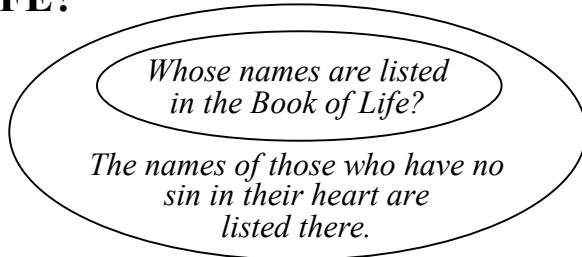 FE?
Whose names are listed
in the Book of Life?
The names of those who have no
sin in their heart are
listed there.